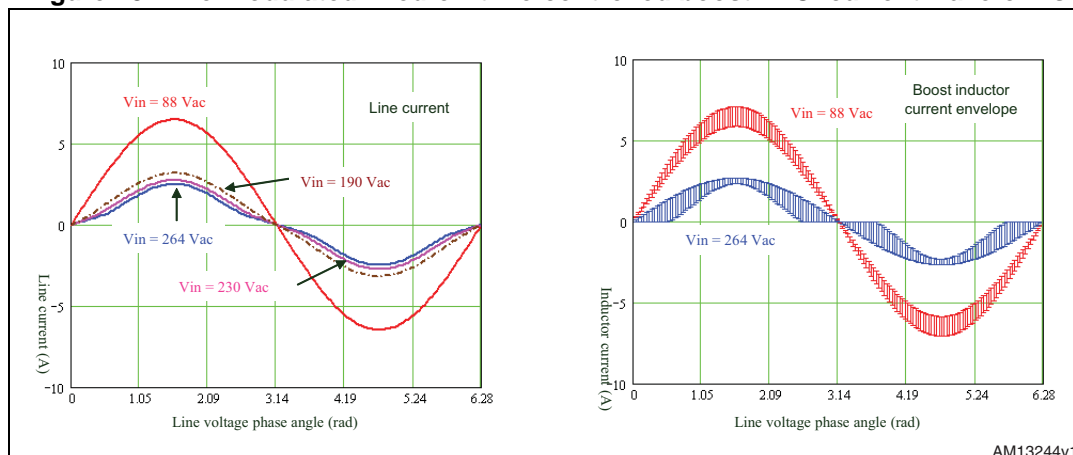 10
5
0
−5
−10
Line current (A)
Vin = 88 Vac
Line current
Vin = 190 Vac
Vin = 264 Vac
Vin = 230 Vac
0
1.05
2.09
3.14
4.19
5.24
6.28
Line voltage phase angle (rad)
10
5
0
−5
−10
Inductor current (A)
Boost inductor
current envelope
Vin = 88 Vac
Vin = 264 Vac
0
1.05
2.09
3.14
4.19
5.24
6.28
Line voltage phase angle (rad)
AM13244v1